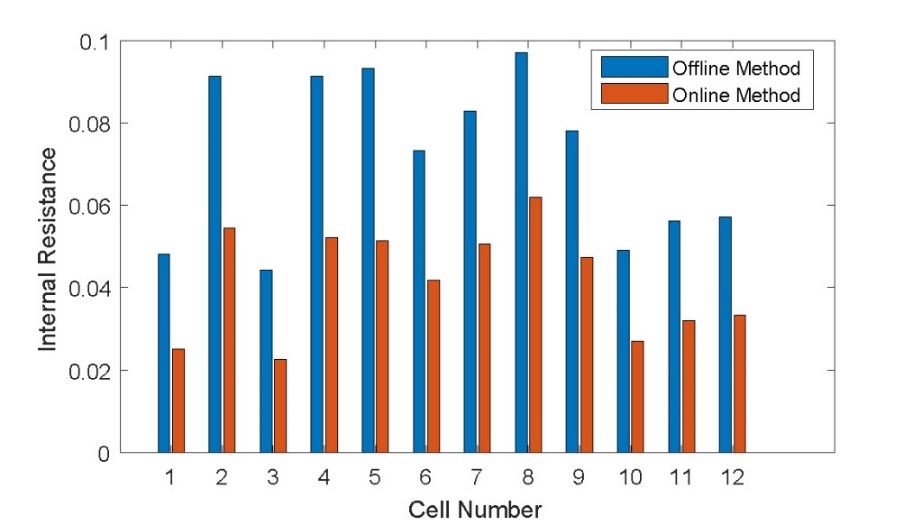 0.1
0.08
0.06
0.04
0.02
0
Internal Resistance
Offline Method
Online Method
1 2 3 4 5 6 7 8 9 10 11 12
Cell Number